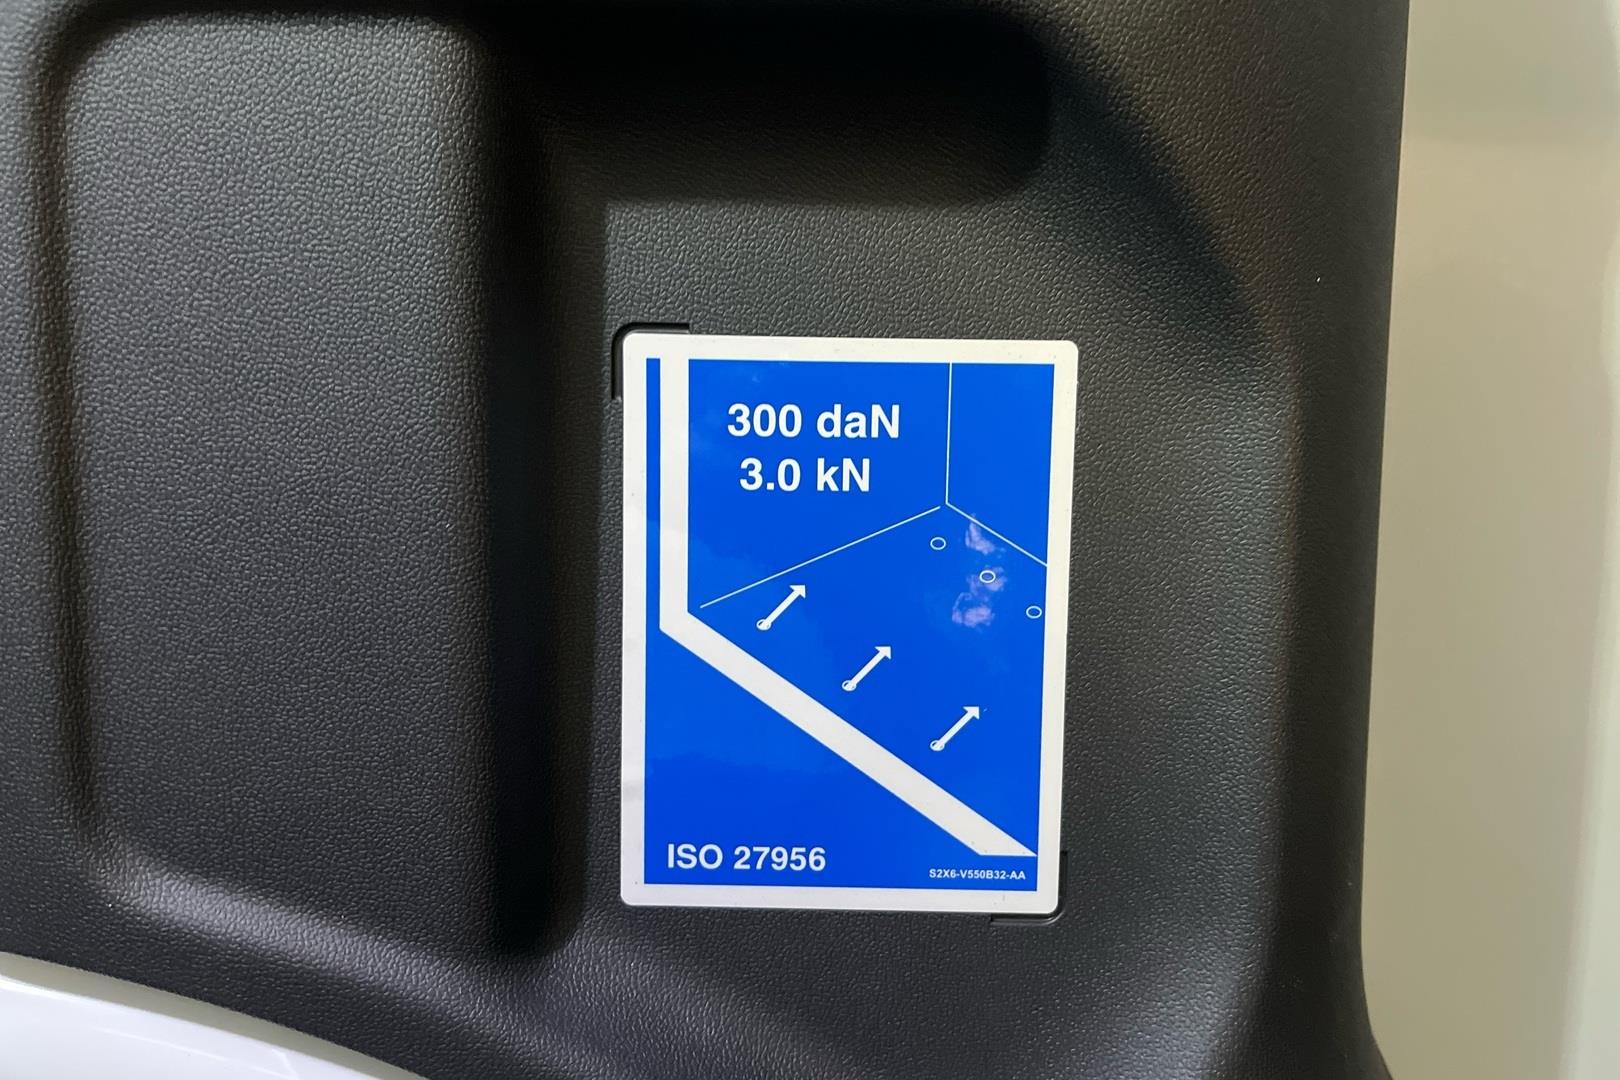 300 daN
3.0 kN
ISO 27956
S2X6-V550B32-AA